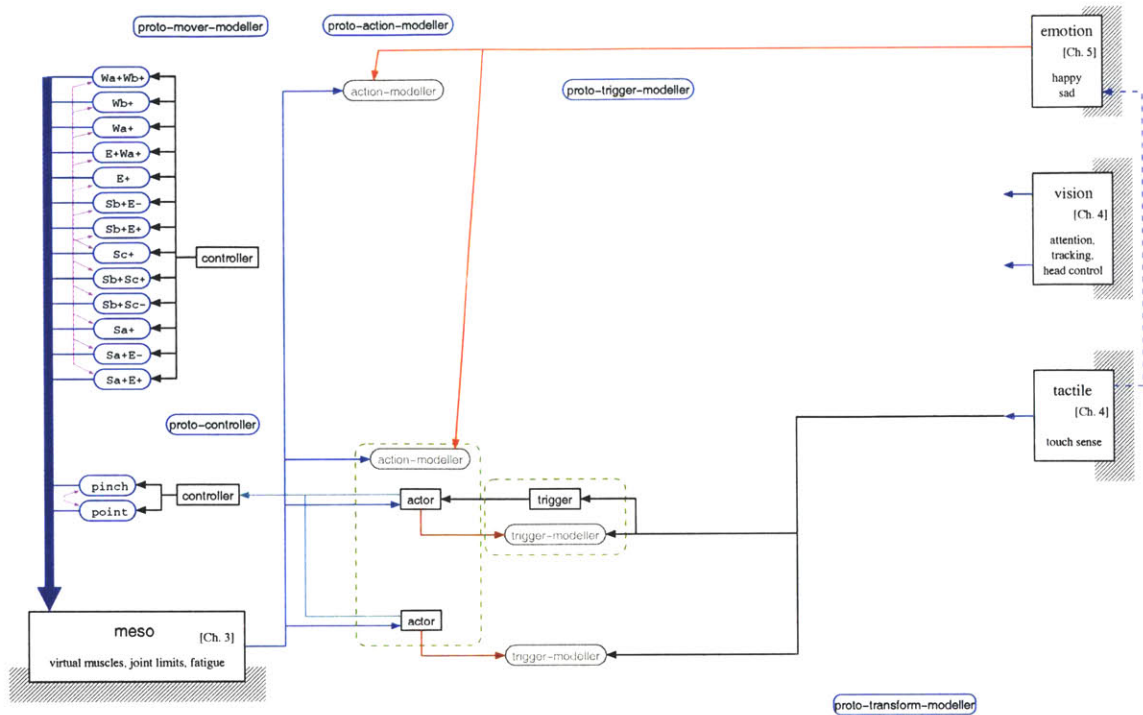 proto-mover-modeller
proto-action-modeller
emotion
[Ch. 5]
happy
sad
Wa+Wb+
action-modeller
proto-trigger-modeller
Wb+
Wa+
E+Wa+
E+
Sb+E-
Sb+E+
Sc+
Sb+Sc+
Sb+Sc-
Sa+
Sa+E-
Sa+E+
controller
vision
[Ch. 4]
attention,
tracking,
head control
tactile
[Ch. 4]
touch sense
proto-controller
action-modeller
pinch
point
controller
actor
trigger
trigger-modeller
actor
trigger-modeller
meso
[Ch. 3]
virtual muscles, joint limits, fatigue
proto-transform-modeller